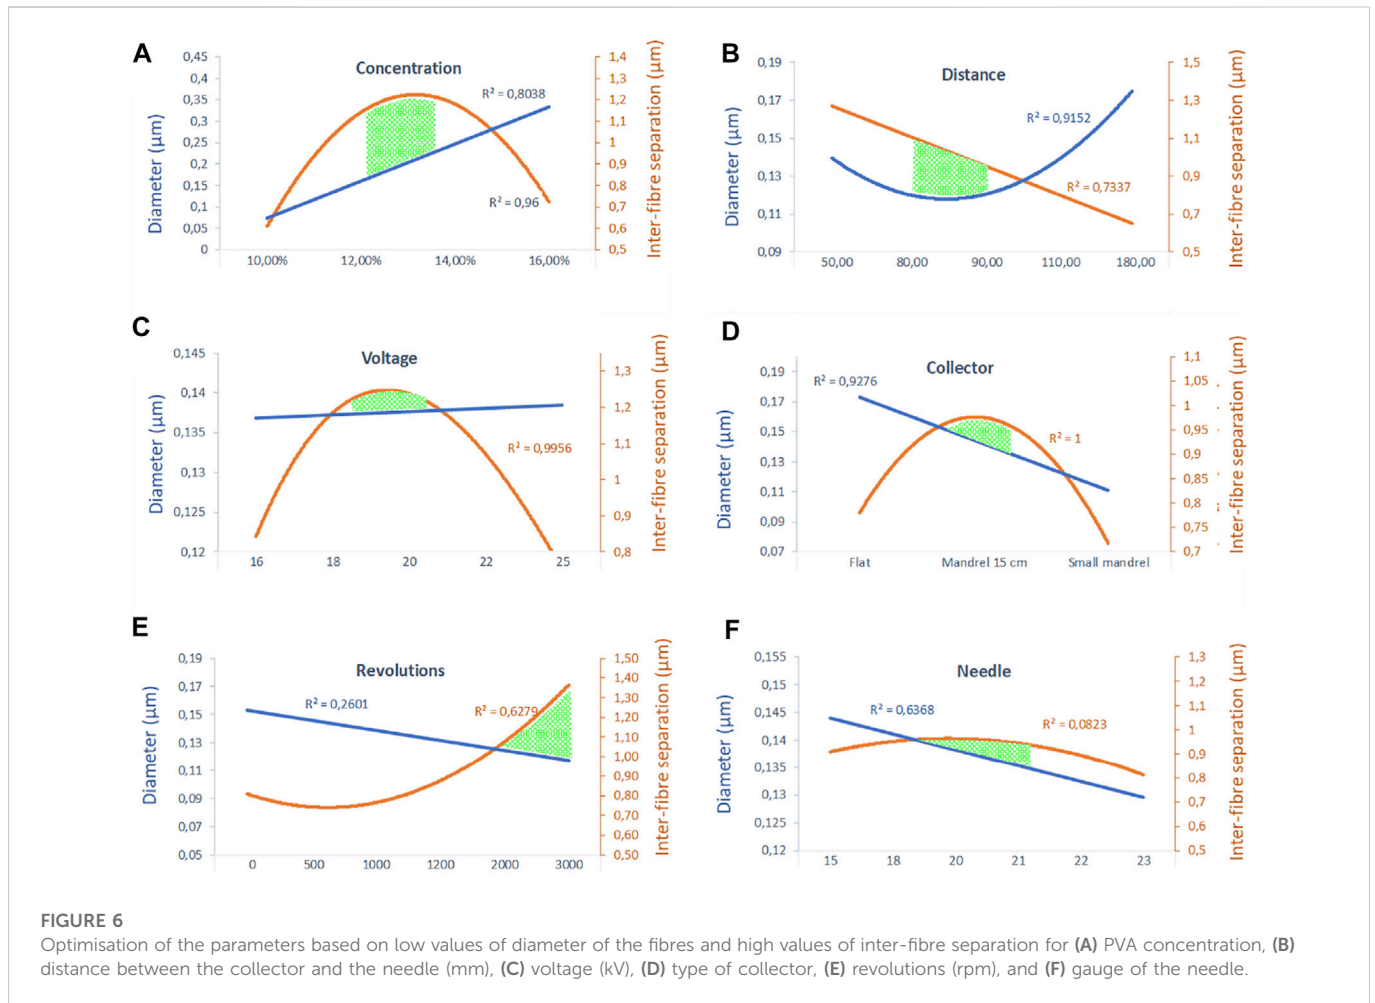 A
Concentration
Diameter (µm)
0,45
0,4
0,35
0,3
0,25
0,2
0,15
0,1
0,05
0
10,00% 12,00% 14,00% 16,00%
R² = 0,8038
R² = 0,96
1,4
1,3
1,2
1,1
1
0,9
0,8
0,7
0,6
0,5
Inter-fibre separation (µm)
B
Distance
Diameter (µm)
0,19
0,17
0,15
0,13
0,11
0,09
50,00 80,00 90,00 110,00 180,00
R² = 0,9152
R² = 0,7337
1,5
1,3
1,1
0,9
0,7
0,5
Inter-fibre separation (µm)
C
Voltage
Diameter (µm)
0,145
0,14
0,135
0,13
0,125
0,12
16 18 20 22 25
R² = 0,9956
1,3
1,2
1,1
1
0,9
0,8
Inter-fibre separation (µm)
D
Collector
Diameter (µm)
0,19
0,17
0,15
0,13
0,11
0,09
0,07
Flat Mandrel 15 cm Small mandrel
R² = 0,9276
R² = 1
1,1
1,05
1
0,95
0,9
0,85
0,8
0,75
0,7
Inter-fibre separation (µm)
E
Revolutions
Diameter (µm)
0,19
0,17
0,15
0,13
0,11
0,09
0,07
0,05
0 500 1000 1200 2000 3000
R² = 0,2601
R² = 0,6279
1,50
1,40
1,30
1,20
1,10
1,00
0,90
0,80
0,70
0,60
0,50
Inter-fibre separation (µm)
F
Needle
Diameter (µm)
0,155
0,15
0,145
0,14
0,135
0,13
0,125
0,12
15 18 20 21 22 23
R² = 0,6368
R² = 0,0823
1,3
1,2
1,1
1
0,9
0,8
0,7
0,6
0,5
Inter-fibre separation (µm)
FIGURE 6
Optimisation of the parameters based on low values of diameter of the fibres and high values of inter-fibre separation for (A) PVA concentration, (B)
distance between the collector and the needle (mm), (C) voltage (kV), (D) type of collector, (E) revolutions (rpm), and (F) gauge of the needle.